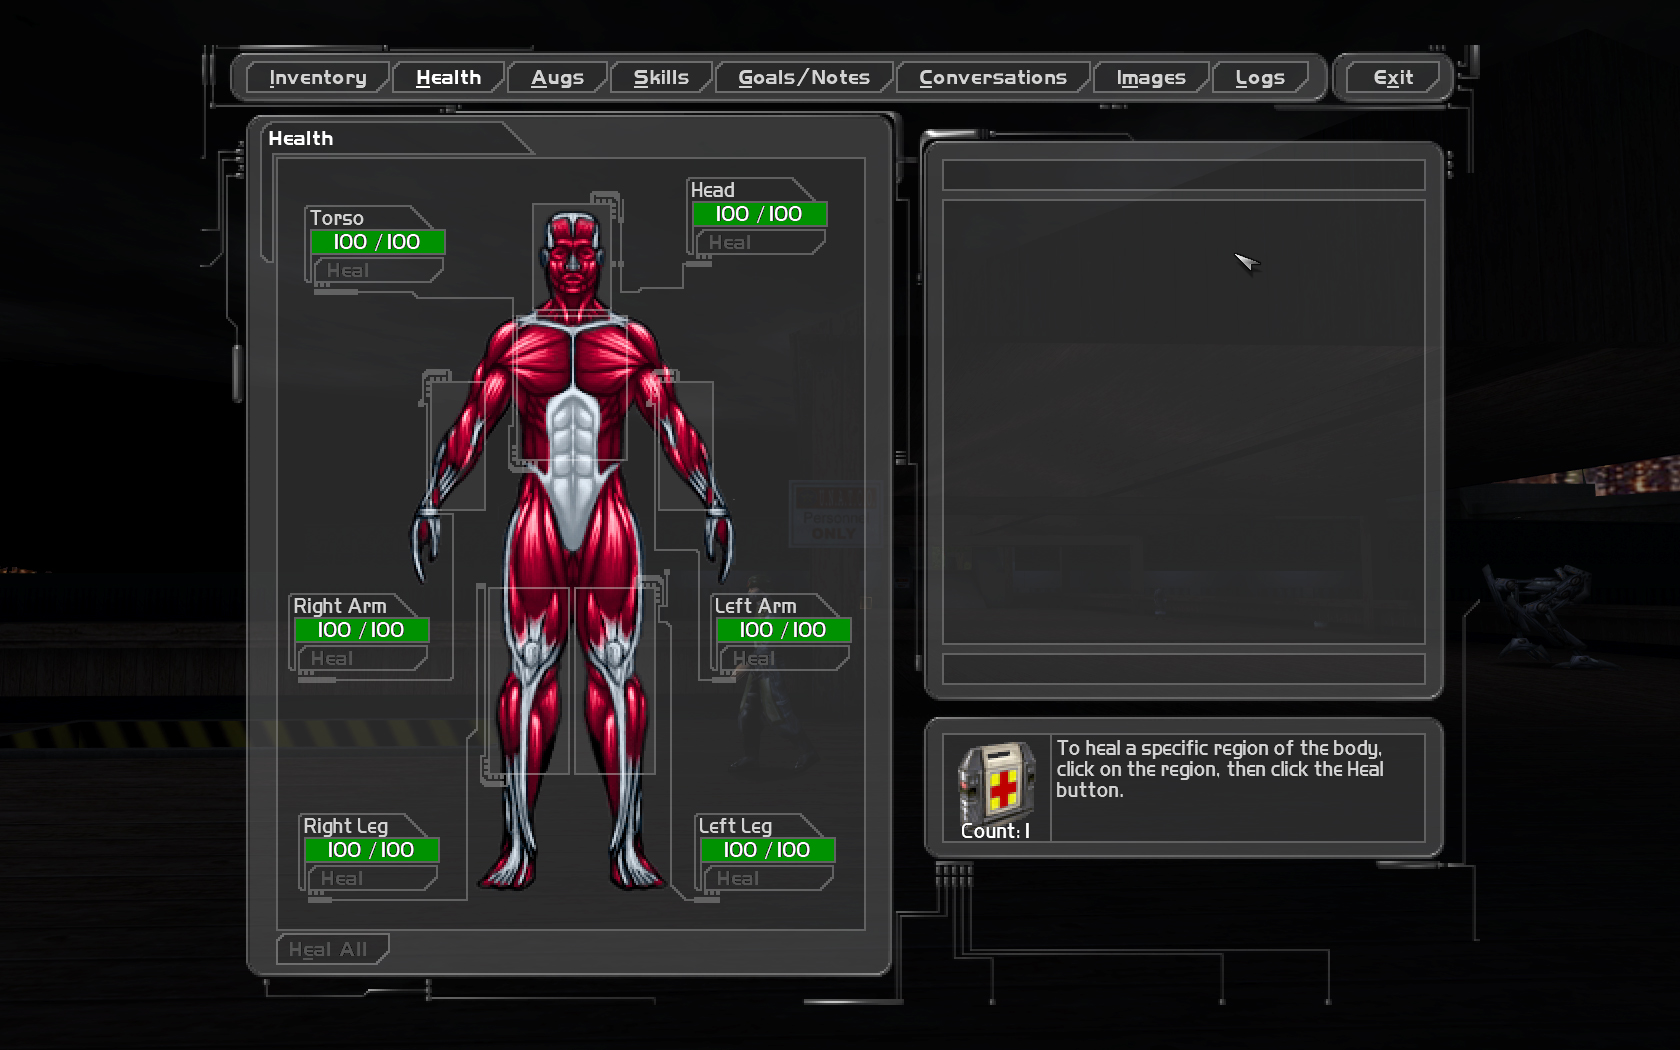 Inventory
Health
Augs
Skills
Goals/Notes
Conversations
Images
Logs
Exit
Health
Torso
100 / 100
Heal
Head
100 / 100
Heal
Right Arm
100 / 100
Heal
Left Arm
100 / 100
Heal
Right Leg
100 / 100
Heal
Left Leg
100 / 100
Heal
Heal All
Personnel
ONLY
To heal a specific region of the body,
click on the region, then click the Heal
button.
Count: 1